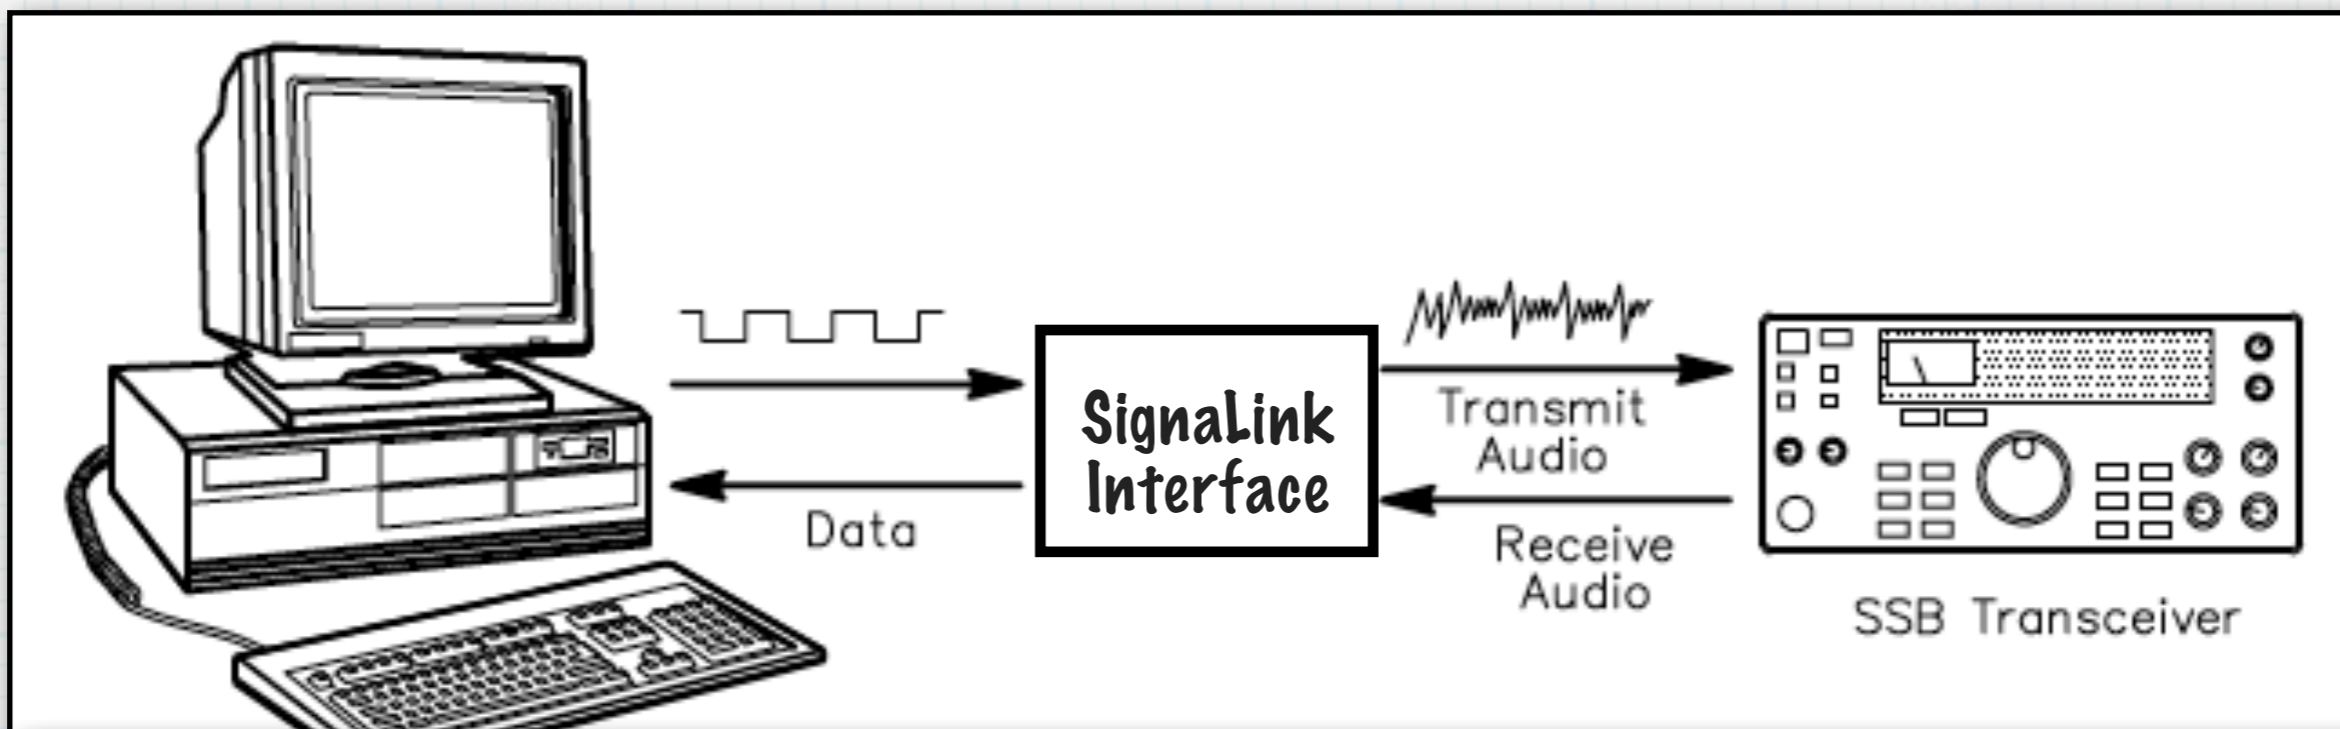 SignaLink
Interface
Data
Transmit
Audio
Receive
Audio
SSB Transceiver